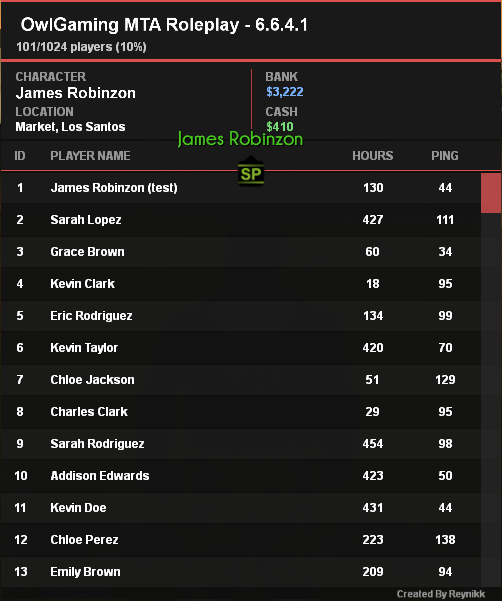 OwlGaming MTA Roleplay - 6.6.4.1
101/1024 players (10%)
CHARACTER
James Robinzon
LOCATION
Market, Los Santos
BANK
$3,222
CASH
$410
James Robinzon
SP
ID PLAYER NAME HOURS PING
1 James Robinzon (test) 130 44
2 Sarah Lopez 427 111
3 Grace Brown 60 34
4 Kevin Clark 18 95
5 Eric Rodriguez 134 99
6 Kevin Taylor 420 70
7 Chloe Jackson 51 129
8 Charles Clark 29 95
9 Sarah Rodriguez 454 98
10 Addison Edwards 423 50
11 Kevin Doe 431 44
12 Chloe Perez 223 138
13 Emily Brown 209 94
Created By Reynikk